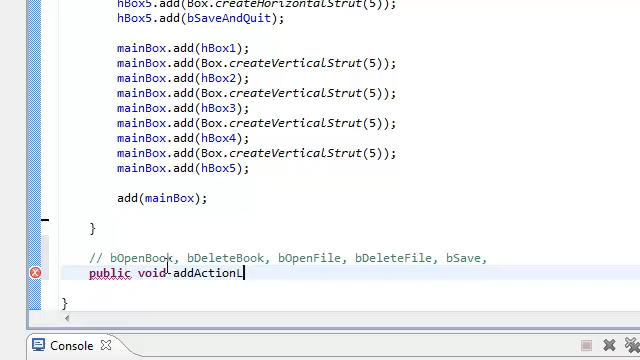 hBox5.add(Box.createHorizontalStrut(5));
hBox5.add(bSaveAndQuit);
mainBox.add(hBox1);
mainBox.add(Box.createVerticalStrut(5));
mainBox.add(hBox2);
mainBox.add(Box.createVerticalStrut(5));
mainBox.add(hBox3);
mainBox.add(Box.createVerticalStrut(5));
mainBox.add(hBox4);
mainBox.add(Box.createVerticalStrut(5));
mainBox.add(hBox5);
add(mainBox);
}
// bOpenBook, bDeleteBook, bOpenFile, bDeleteFile, bSave,
public void addActionL
}
Console